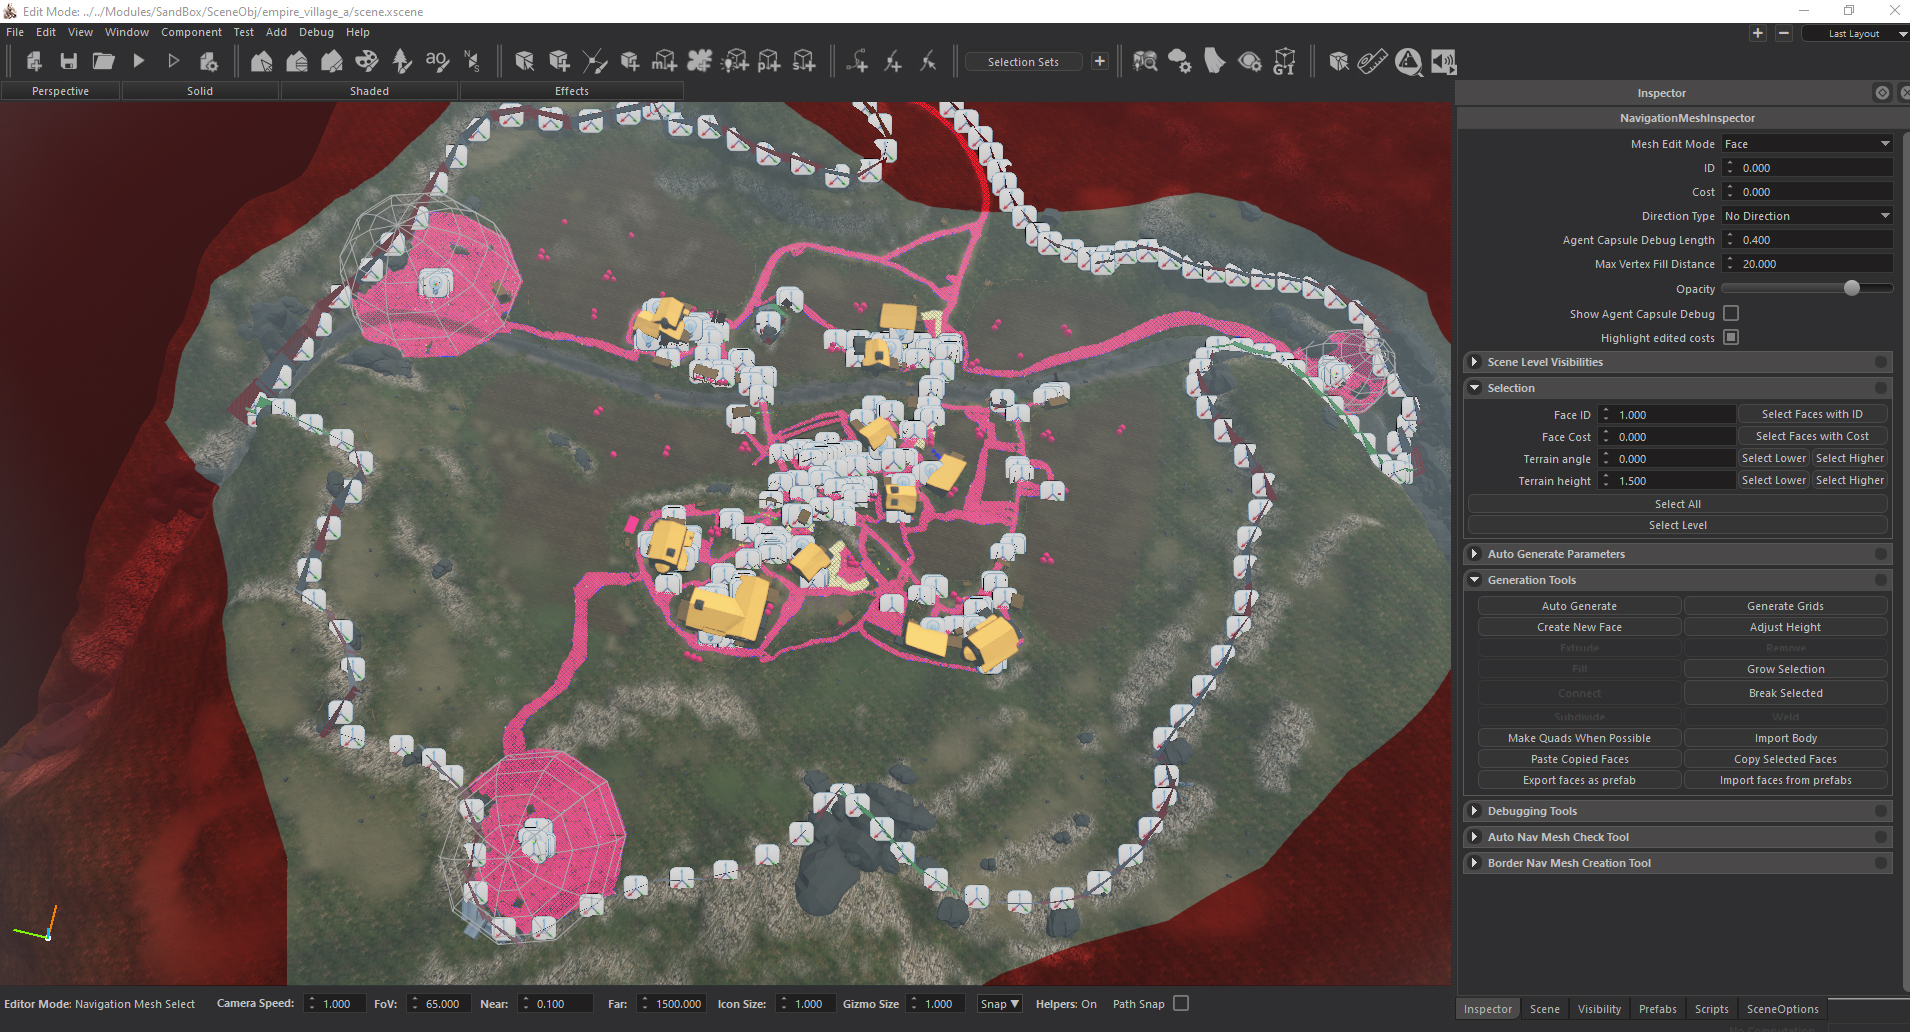 Edit Mode: ../../Modules/SandBox/SceneObj/empire_village_a/scene.xscene
File Edit View Window Component Test Add Debug Help
Last Layout
Selection Sets
Perspective Solid Shaded Effects
Inspector
NavigationMeshInspector
Mesh Edit Mode Face
ID 0.000
Cost 0.000
Direction Type No Direction
Agent Capsule Debug Length 0.400
Max Vertex Fill Distance 20.000
Opacity
Show Agent Capsule Debug
Highlight edited costs
Scene Level Visibilities
Selection
Face ID 1.000 Select Faces with ID
Face Cost 0.000 Select Faces with Cost
Terrain angle 0.000 Select Lower Select Higher
Terrain height 1.500 Select Lower Select Higher
Select All
Select Level
Auto Generate Parameters
Generation Tools
Auto Generate Generate Grids
Create New Face Adjust Height
Extrude Remove
Fill Grow Selection
Connect Break Selected
Subdivide Weld
Make Quads When Possible Import Body
Paste Copied Faces Copy Selected Faces
Export faces as prefab Import faces from prefabs
Debugging Tools
Auto Nav Mesh Check Tool
Border Nav Mesh Creation Tool
Editor Mode: Navigation Mesh Select Camera Speed: 1.000 FoV: 65.000 Near: 0.100 Far: 1500.000 Icon Size: 1.000 Gizmo Size 1.000 Snap ▼ Helpers: On Path Snap
Inspector Scene Visibility Prefabs Scripts SceneOptions